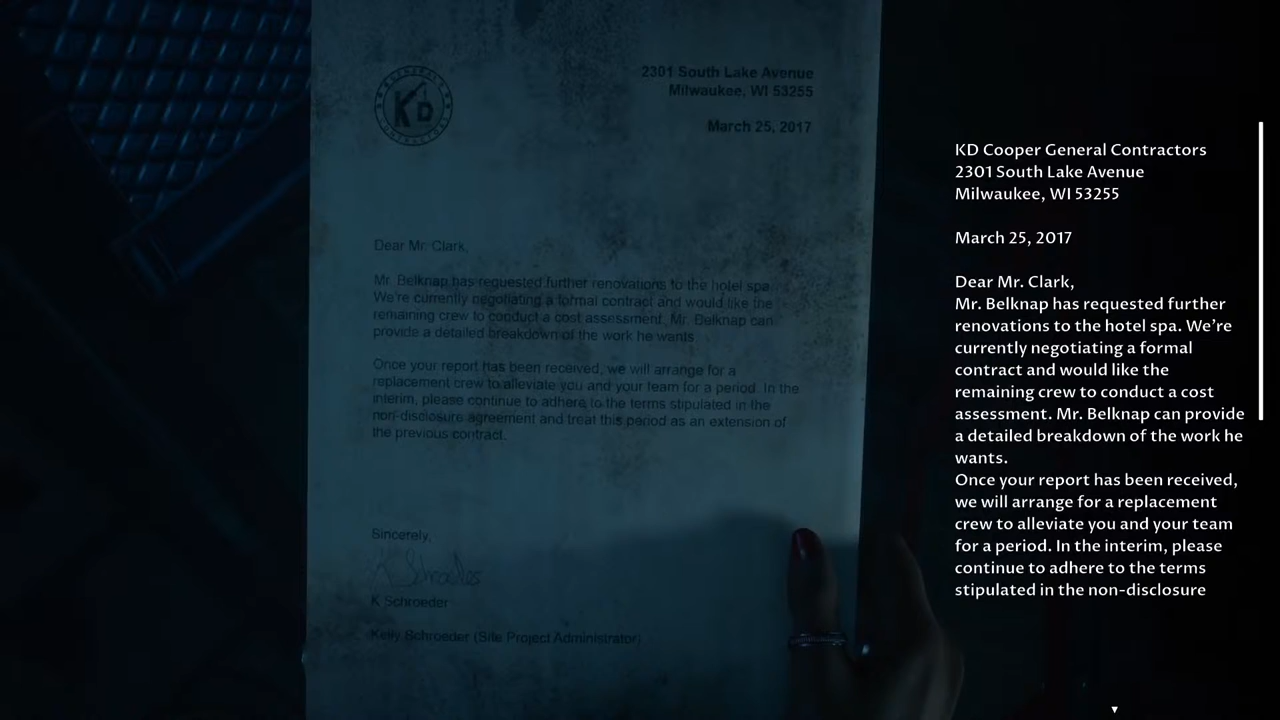 GENERAL
KD
CONTRACTORS
2301 South Lake Avenue
Milwaukee, WI 53255
March 25, 2017
Dear Mr. Clark,
Mr. Belknap has requested further renovations to the hotel spa.
We're currently negotiating a formal contract and would like the
remaining crew to conduct a cost assessment. Mr. Belknap can
provide a detailed breakdown of the work he wants.
Once your report has been received, we will arrange for a
replacement crew to alleviate you and your team for a period. In the
interim, please continue to adhere to the terms stipulated in the
non-disclosure agreement and treat this period as an extension of
the previous contract.
Sincerely,
K Schroeder
Kelly Schroeder (Site Project Administrator)
KD Cooper General Contractors
2301 South Lake Avenue
Milwaukee, WI 53255
March 25, 2017
Dear Mr. Clark,
Mr. Belknap has requested further
renovations to the hotel spa. We're
currently negotiating a formal
contract and would like the
remaining crew to conduct a cost
assessment. Mr. Belknap can provide
a detailed breakdown of the work he
wants.
Once your report has been received,
we will arrange for a replacement
crew to alleviate you and your team
for a period. In the interim, please
continue to adhere to the terms
stipulated in the non-disclosure